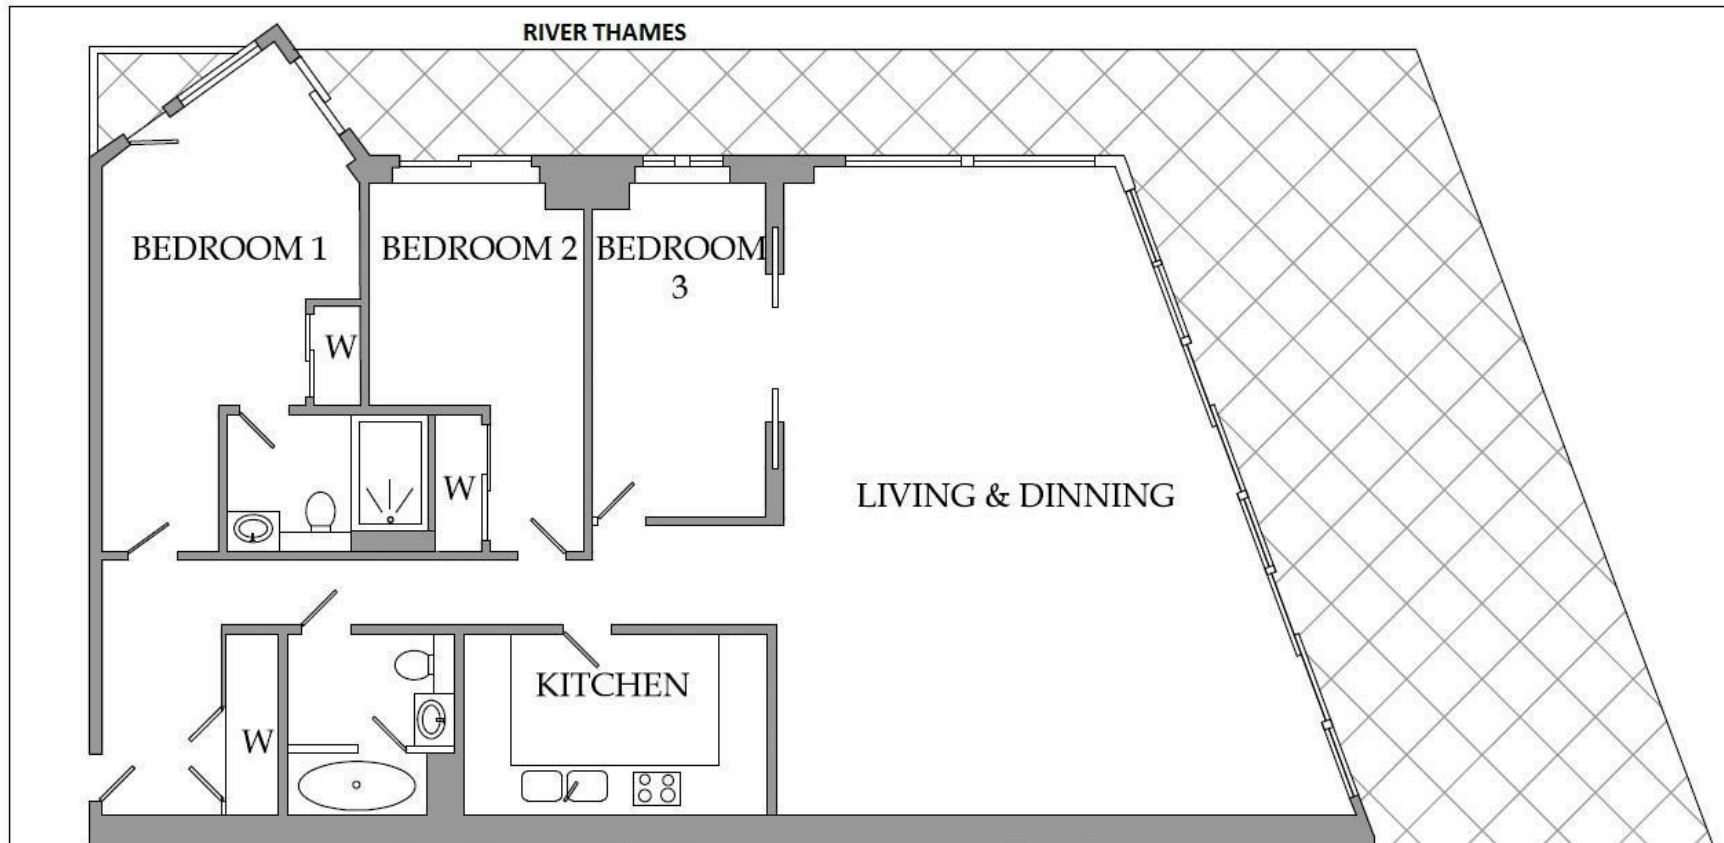 RIVER THAMES
BEDROOM 1
BEDROOM 2
BEDROOM
3
W
W
LIVING & DINNING
KITCHEN
W